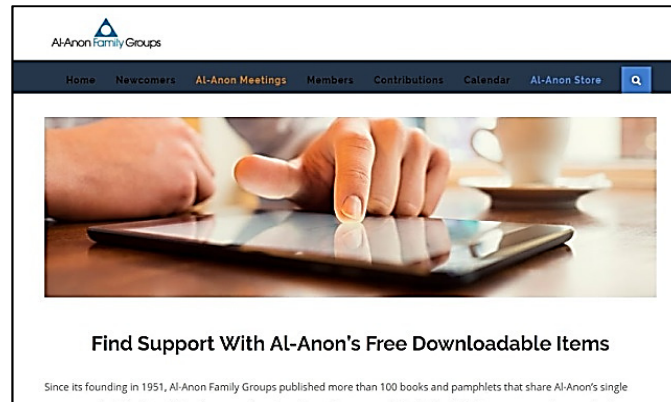 Al-Anon Family Groups
Home Newcomers Al-Anon Meetings Members Contributions Calendar Al-Anon Store
Find Support With Al-Anon's Free Downloadable Items
Since its founding in 1951, Al-Anon Family Groups published more than 100 books and pamphlets that share Al-Anon's single